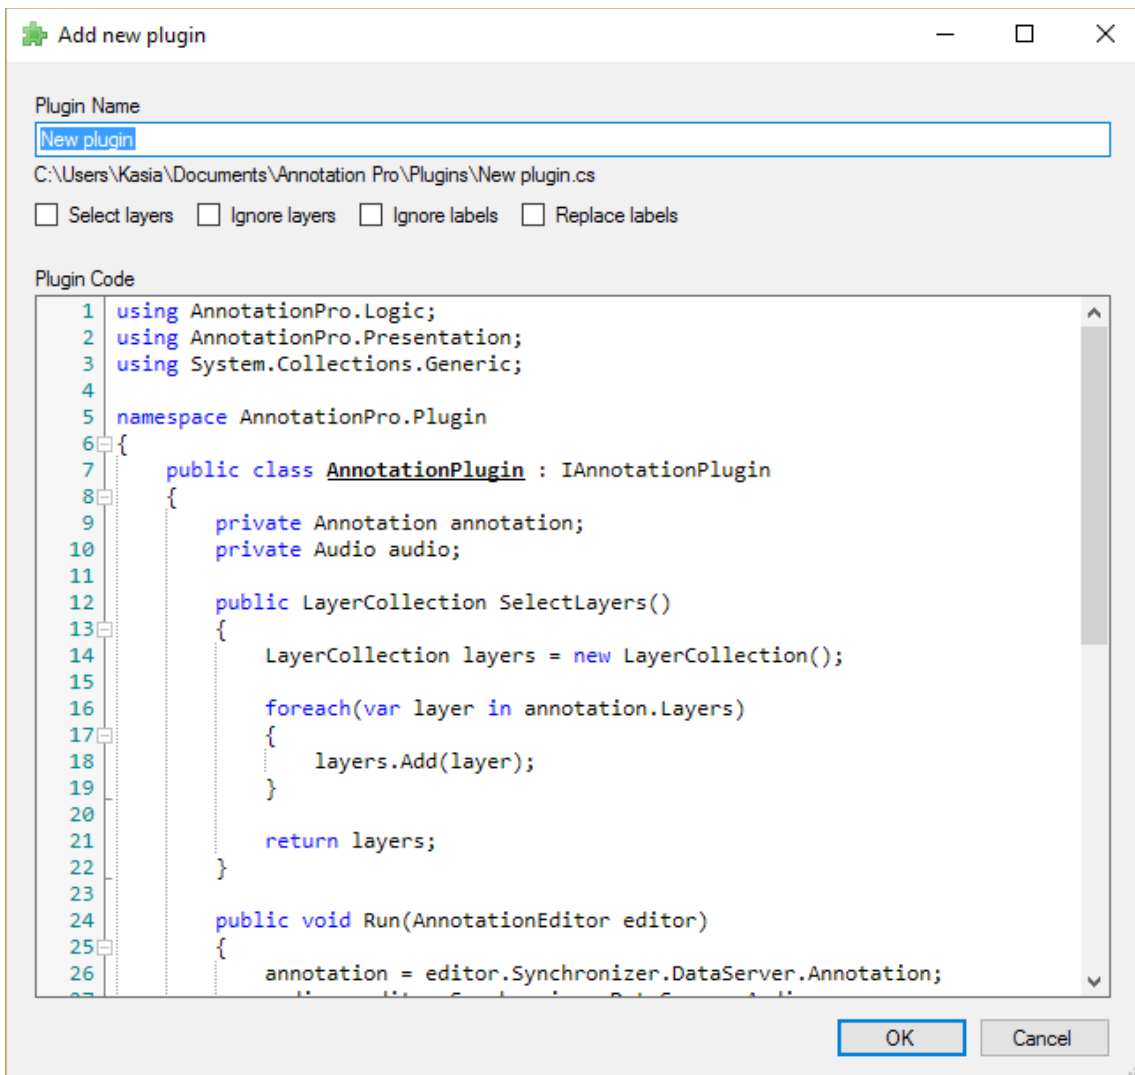 Add new plugin
Plugin Name
New plugin
C:\Users\Kasia\Documents\Annotation Pro\Plugins\New plugin.cs
Select layers Ignore layers Ignore labels Replace labels
Plugin Code
1 using AnnotationPro.Logic;
2 using AnnotationPro.Presentation;
3 using System.Collections.Generic;
4
5 namespace AnnotationPro.Plugin
6 {
7 public class AnnotationPlugin : IAnnotationPlugin
8 {
9 private Annotation annotation;
10 private Audio audio;
11
12 public LayerCollection SelectLayers()
13 {
14 LayerCollection layers = new LayerCollection();
15
16 foreach(var layer in annotation.Layers)
17 {
18 layers.Add(layer);
19 }
20
21 return layers;
22 }
23
24 public void Run(AnnotationEditor editor)
25 {
26 annotation = editor.Synchronizer.DataServer.Annotation;
OK Cancel